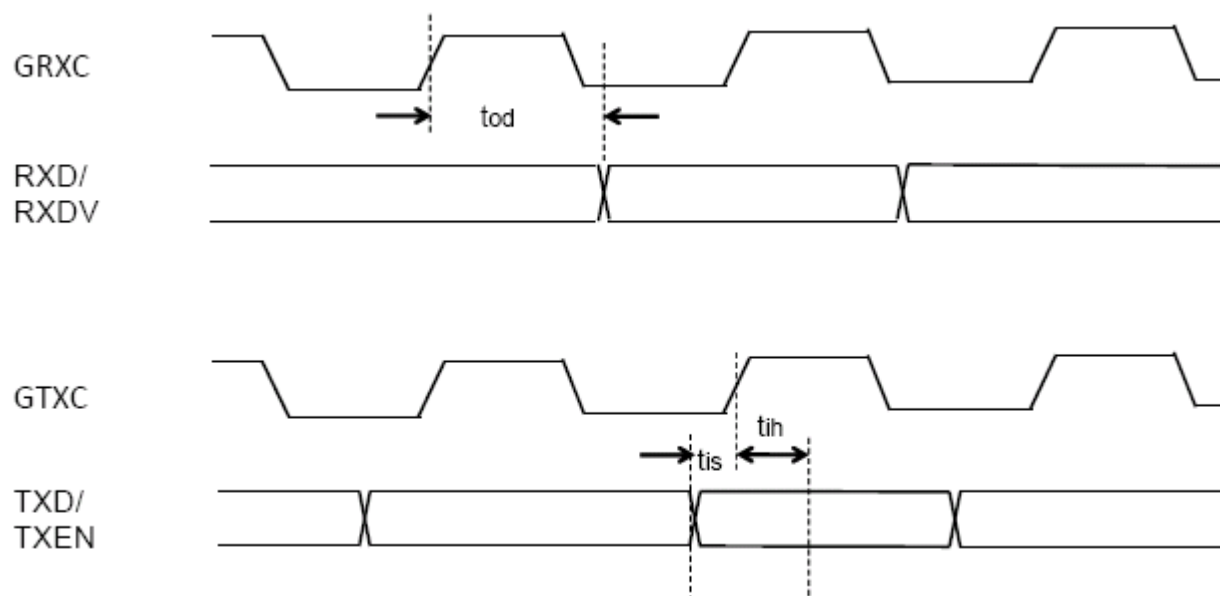 GRXC
tod
RXD/
RXDV
GTXC
tih
tis
TXD/
TXEN